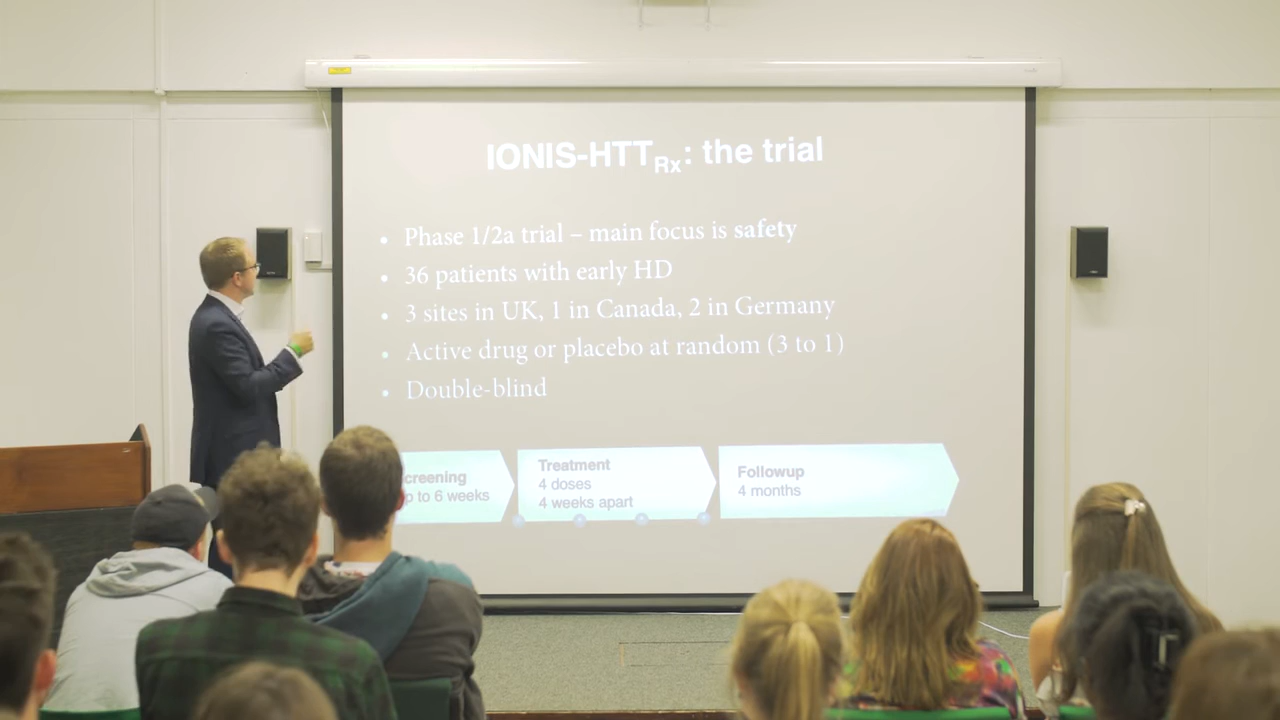 IONIS-HTTRx: the trial
• Phase 1/2a trial – main focus is safety
• 36 patients with early HD
• 3 sites in UK, 1 in Canada, 2 in Germany
• Active drug or placebo at random (3 to 1)
• Double-blind
creening
p to 6 weeks
Treatment
4 doses
4 weeks apart
Followup
4 months